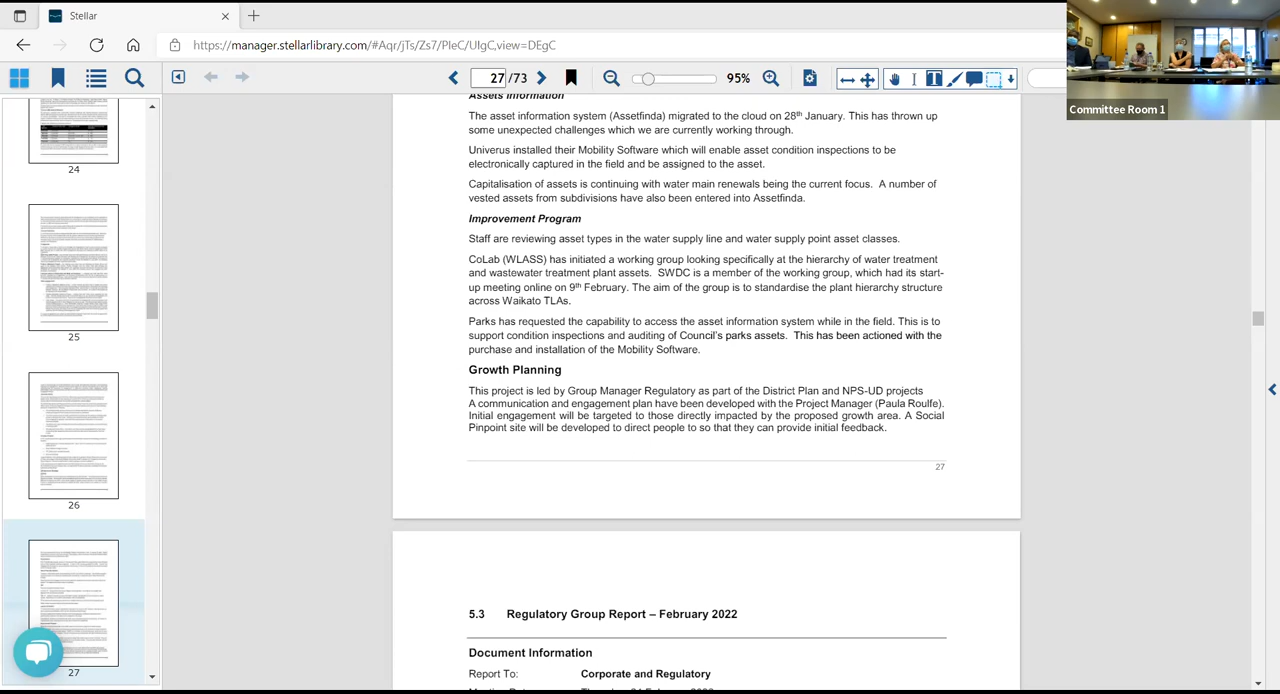 Stellar
https://manager.stellarlibrary.com/#Aqr/jTs/Zs7/PIeC/UIgC,view=DEgC
27 /73
95%
Committee Room 1
24
25
26
27
Assets Information
The asset information system (Assetfinda) migrated to the cloud on 28th January. This has thrown up
some expected challenges which we are currently working through.
Univerus installed their Mobility Software which will enable asset condition inspections to be
electronically captured in the field and be assigned to the asset.
Capitalisation of assets is continuing with water main renewals being the current focus. A number of
vested assets from subdivisions have also been entered into Assetfinda.
Improvement Program
Staff are reviewing asset types in the water supply line and water supply point asset classes.
CoLab (WLASS) has initiated a working group looking specifically at the hierarchy of water treatment
and wastewater treatment plant assets. SWDC is a member of the working group, which had its start-
up meeting online on 9th February. The aim of the group is to standardise the plant hierarchy structure
across Waikato TLAs.
Parks has requested the capability to access the asset information system while in the field. This is to
support condition inspections and auditing of Council's parks assets. This has been actioned with the
purchase and installation of the Mobility Software.
Growth Planning
This project is led by Group Manager Regulatory as part of the District Plan and NPS-UD projects
A communication and engagement plan have been developed with the Project Manager (Paula Roulfe).
Initial engagement will be targeted to those directly impacted by the proposed growth area. A Social
Pinpoint site will be developed to direct people to so that they can provide initial feedback.
27
5.3 Regulatory Group Report – February 2022
Document Information
Report To: Corporate and Regulatory